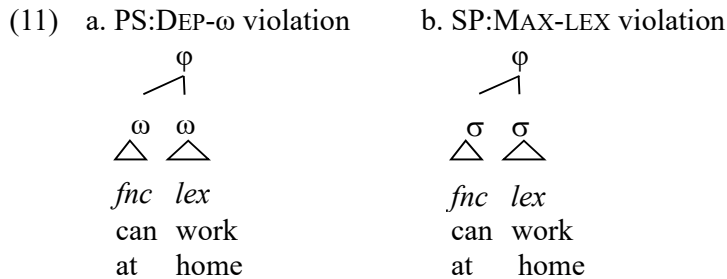 (11) a. PS:DEP-ω violation b. SP:MAX-LEX violation
φ φ
ω ω σ σ
fnc lex fnc lex
can work can work
at home at home